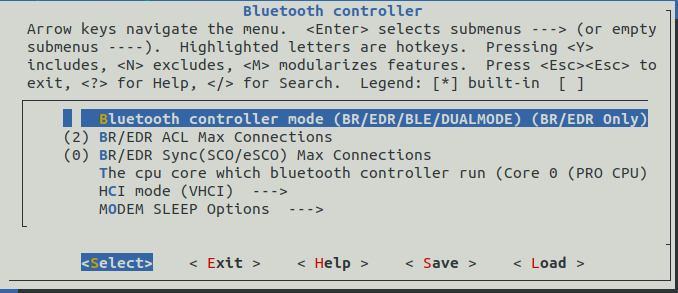 Bluetooth controller
Arrow keys navigate the menu. <Enter> selects submenus ---> (or empty
submenus ----). Highlighted letters are hotkeys. Pressing <Y>
includes, <N> excludes, <M> modularizes features. Press <Esc><Esc> to
exit, <?> for Help, </> for Search. Legend: [*] built-in [ ]
Bluetooth controller mode (BR/EDR/BLE/DUALMODE) (BR/EDR Only)
(2) BR/EDR ACL Max Connections
(0) BR/EDR Sync(SCO/eSCO) Max Connections
The cpu core which bluetooth controller run (Core 0 (PRO CPU)
HCI mode (VHCI) --->
MODEM SLEEP Options --->
<Select> < Exit > < Help > < Save > < Load >